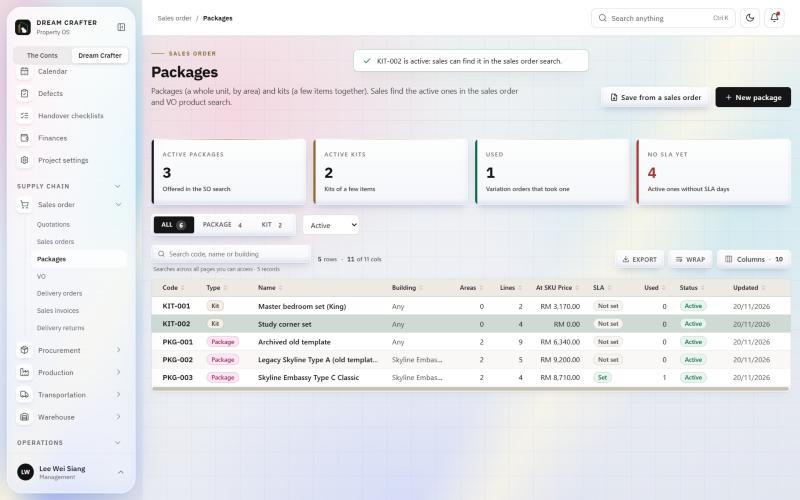 DREAM CRAFTER
Property OS
The Conts
Dream Crafter
Calendar
Defects
Handover checklists
Finances
Project settings
SUPPLY CHAIN
Sales order
Quotations
Sales orders
Packages
VO
Delivery orders
Sales invoices
Delivery returns
Procurement
Production
Transportation
Warehouse
OPERATIONS
LW
Lee Wei Siang
Management
Sales order / Packages
Search anything
Ctrl K
SALES ORDER
KIT-002 is active: sales can find it in the sales order search.
Packages
Packages (a whole unit, by area) and kits (a few items together). Sales find the active ones in the sales order
and VO product search.
Save from a sales order
+ New package
ACTIVE PACKAGES
3
Offered in the SO search
ACTIVE KITS
2
Kits of a few items
USED
1
Variation orders that took one
NO SLA YET
4
Active ones without SLA days
ALL 6 PACKAGE 4 KIT 2 Active
Search code, name or building
5 rows · 11 of 11 cols
EXPORT WRAP Columns · 10
Searches across all pages you can access · 5 records
Code Type Name Building Areas Lines At SKU Price SLA Used Status Updated
KIT-001 Kit Master bedroom set (King) Any 0 2 RM 3,170.00 Not set 0 Active 20/11/2026
KIT-002 Kit Study corner set Any 0 4 RM 0.00 Not set 0 Active 20/11/2026
PKG-001 Package Archived old template Any 2 9 RM 6,340.00 Not set 0 Active 20/11/2026
PKG-002 Package Legacy Skyline Type A (old templat... Skyline Embas... 2 5 RM 9,200.00 Not set 0 Active 20/11/2026
PKG-003 Package Skyline Embassy Type C Classic Skyline Embas... 2 4 RM 8,710.00 Set 1 Active 20/11/2026